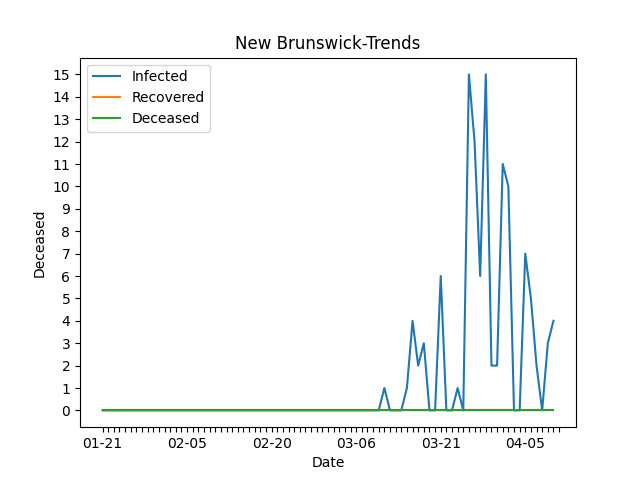 New Brunswick-Trends
Infected
Recovered
Deceased
15
14
13
12
11
10
9
8
7
6
5
4
3
2
1
0
Deceased
01-21 02-05 02-20 03-06 03-21 04-05
Date